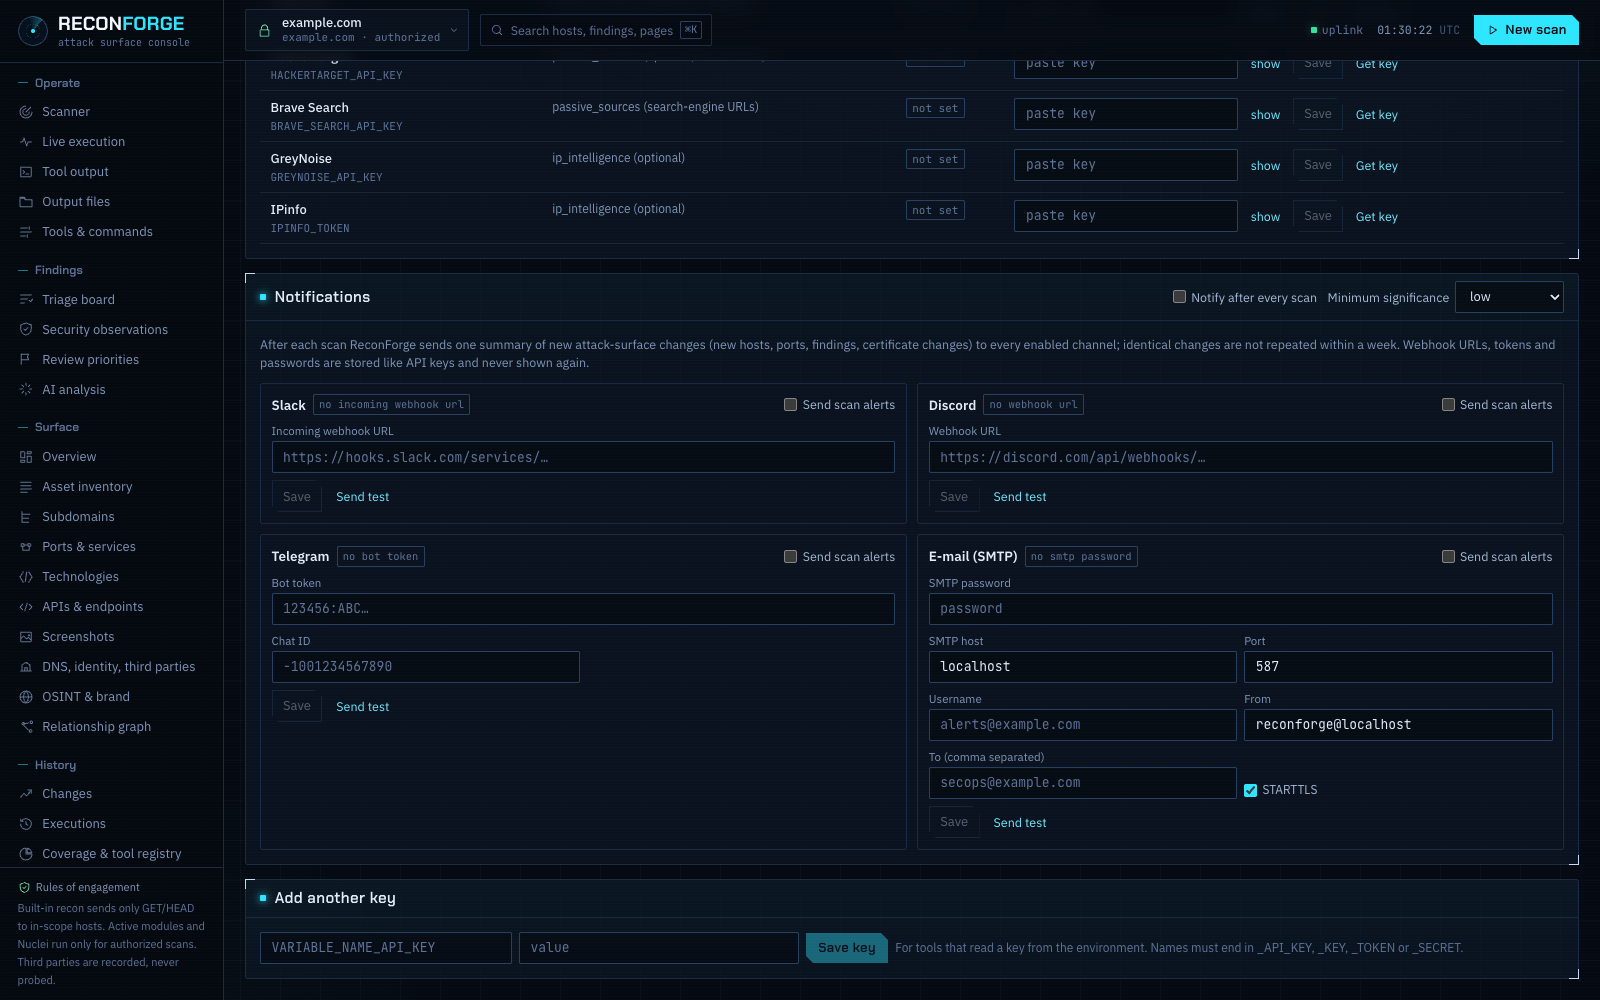 RECONFORGE
attack surface console
example.com
example.com · authorized
Search hosts, findings, pages ⌘K
uplink 01:30:22 UTC
New scan
Operate
Scanner
Live execution
Tool output
Output files
Tools & commands
Findings
Triage board
Security observations
Review priorities
AI analysis
Surface
Overview
Asset inventory
Subdomains
Ports & services
Technologies
APIs & endpoints
Screenshots
DNS, identity, third parties
OSINT & brand
Relationship graph
History
Changes
Executions
Coverage & tool registry
Rules of engagement
Built-in recon sends only GET/HEAD
to in-scope hosts. Active modules and
Nuclei run only for authorized scans.
Third parties are recorded, never
probed.
HACKERTARGET_API_KEY
paste key show Save Get key
Brave Search passive_sources (search-engine URLs) not set paste key show Save Get key
BRAVE_SEARCH_API_KEY
GreyNoise ip_intelligence (optional) not set paste key show Save Get key
GREYNOISE_API_KEY
IPinfo ip_intelligence (optional) not set paste key show Save Get key
IPINFO_TOKEN
Notifications Notify after every scan Minimum significance low
After each scan ReconForge sends one summary of new attack-surface changes (new hosts, ports, findings, certificate changes) to every enabled channel; identical changes are not repeated within a week. Webhook URLs, tokens and
passwords are stored like API keys and never shown again.
Slack no incoming webhook url Send scan alerts
Incoming webhook URL
https://hooks.slack.com/services/…
Save Send test
Discord no webhook url Send scan alerts
Webhook URL
https://discord.com/api/webhooks/…
Save Send test
Telegram no bot token Send scan alerts
Bot token
123456:ABC…
Chat ID
-1001234567890
Save Send test
E-mail (SMTP) no smtp password Send scan alerts
SMTP password
password
SMTP host Port
localhost 587
Username From
alerts@example.com reconforge@localhost
To (comma separated)
secops@example.com STARTTLS
Save Send test
Add another key
VARIABLE_NAME_API_KEY value Save key For tools that read a key from the environment. Names must end in _API_KEY, _KEY, _TOKEN or _SECRET.